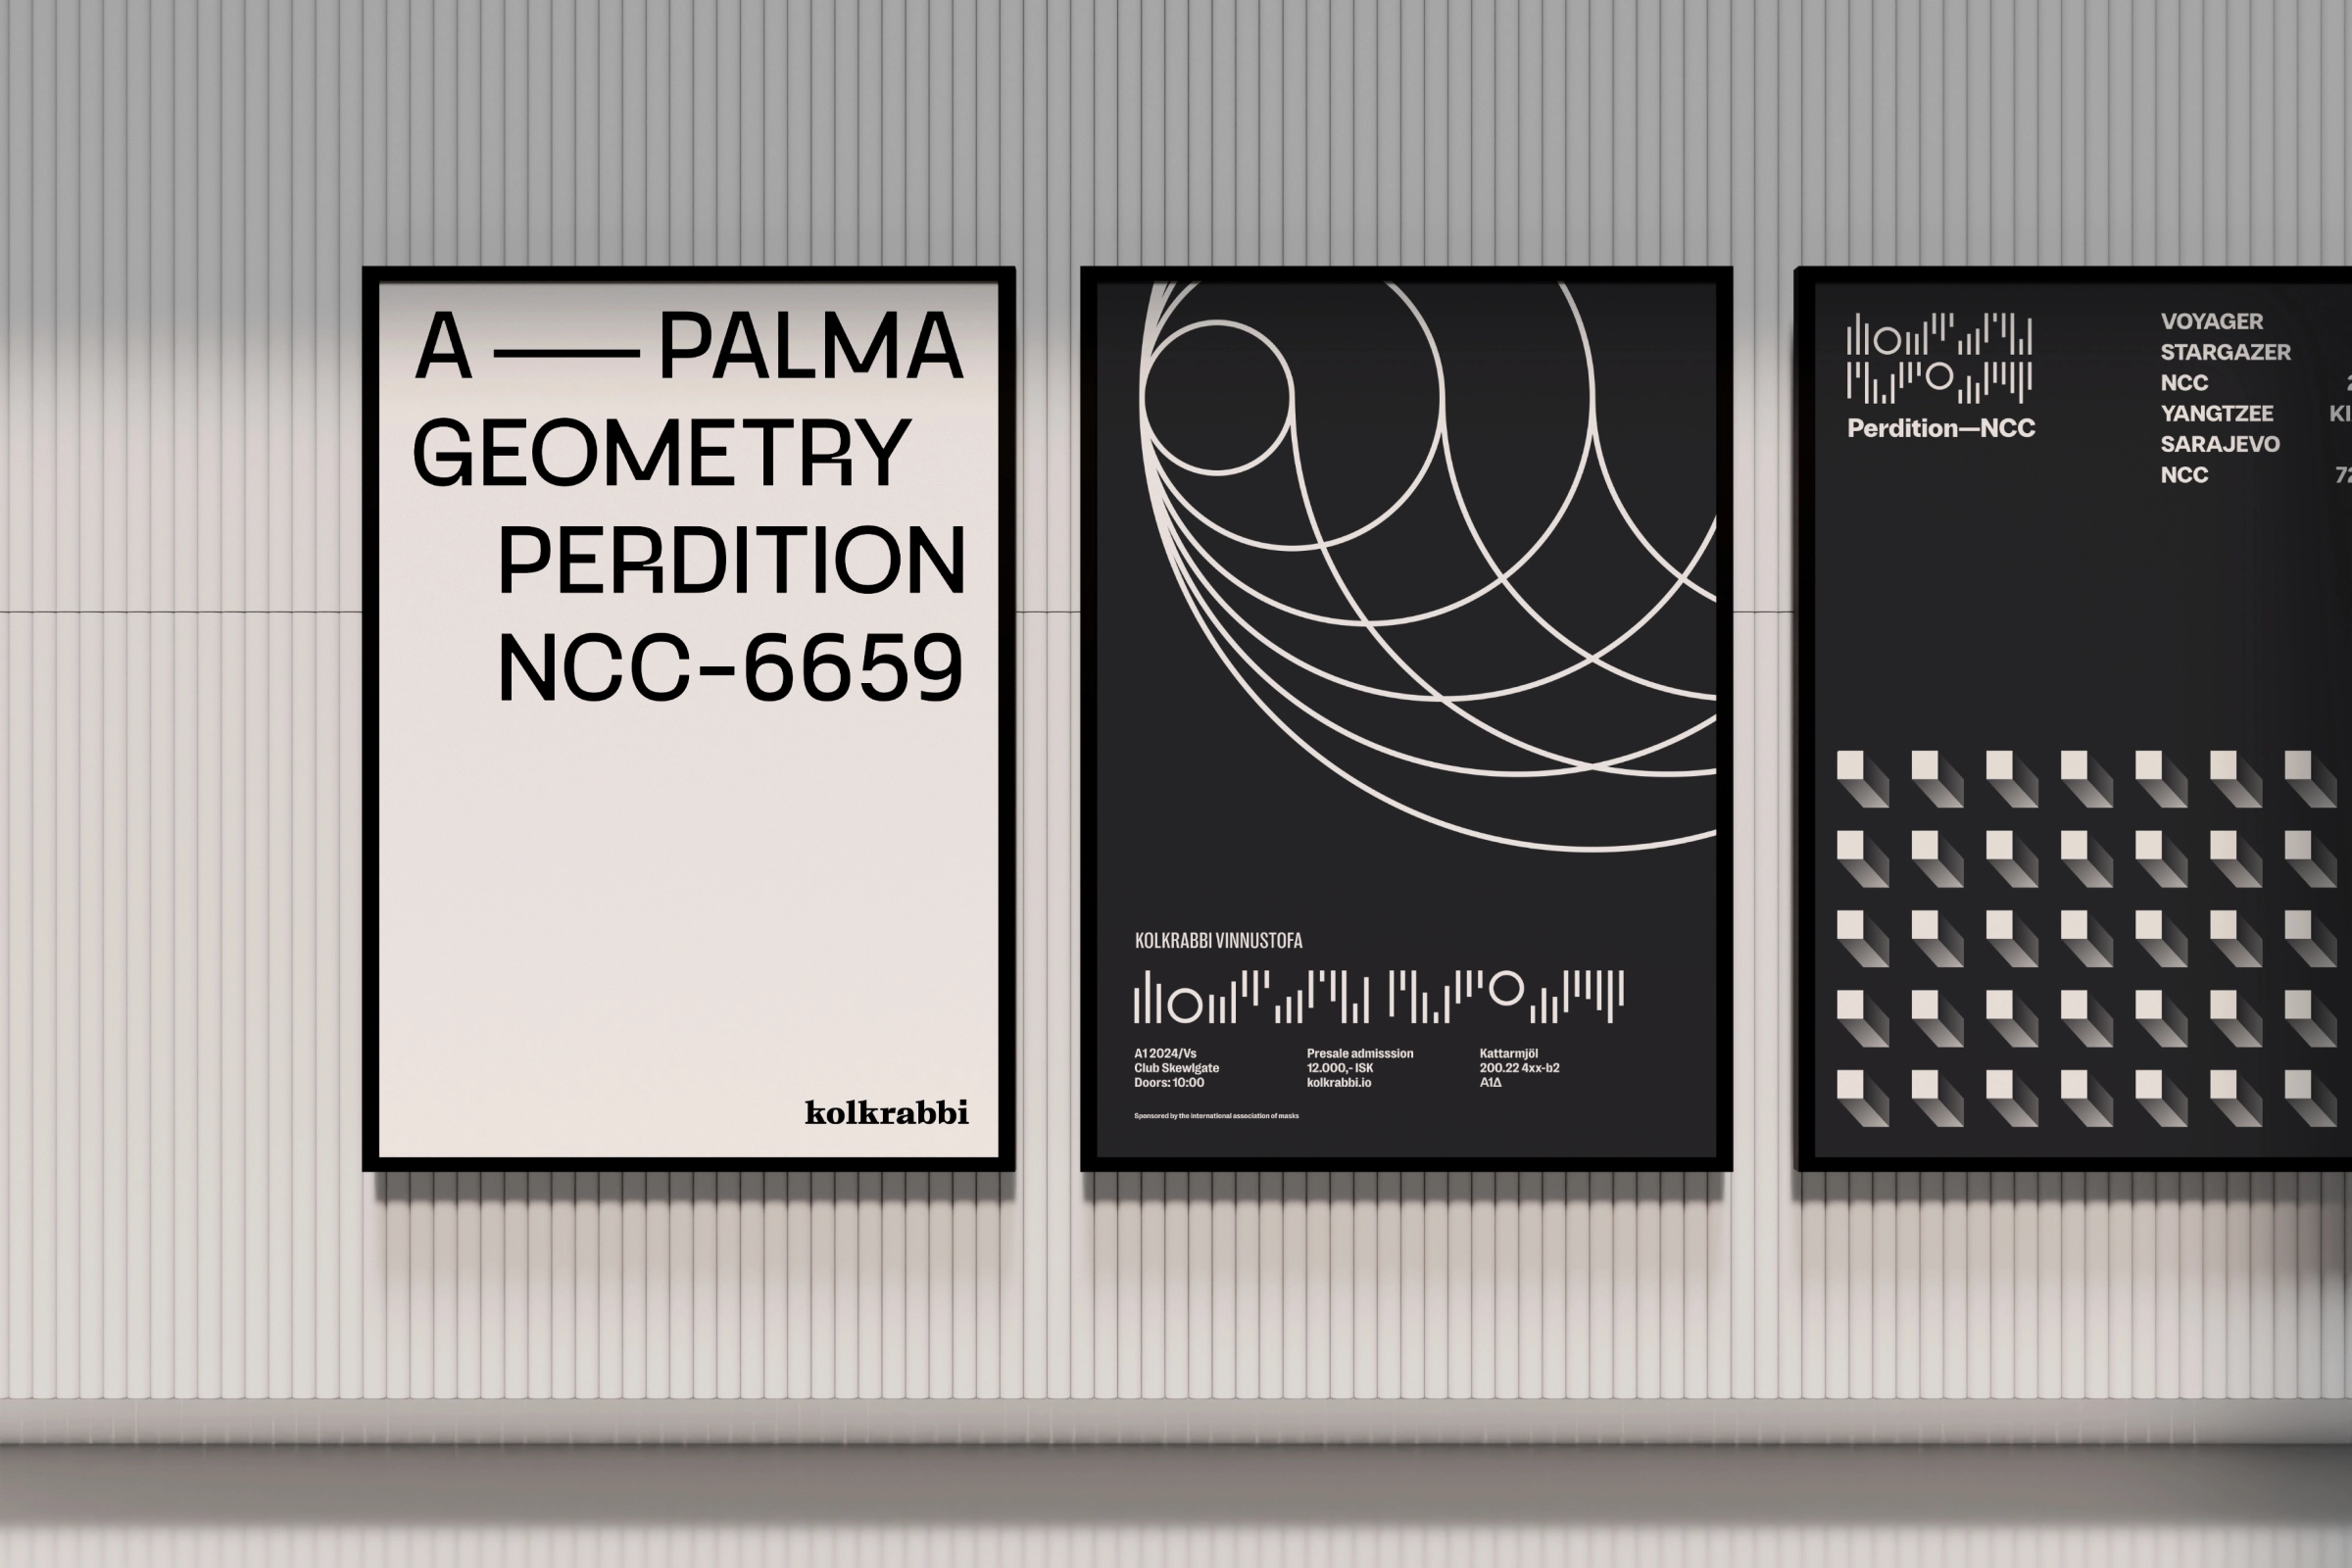 A — PALMA
GEOMETRY
PERDITION
NCC-6659
kolkrabbi
KOLKRABBI VINNUSTOFA
A1 2024/Vs
Club Skewlgate
Doors: 10:00
Presale admisssion
12.000,- ISK
kolkrabbi.io
Kattarmjöl
200.22 4xx-b2
A1Δ
Sponsored by the international association of masks
Perdition—NCC
VOYAGER
STARGAZER
NCC
YANGTZEE
SARAJEVO
NCC